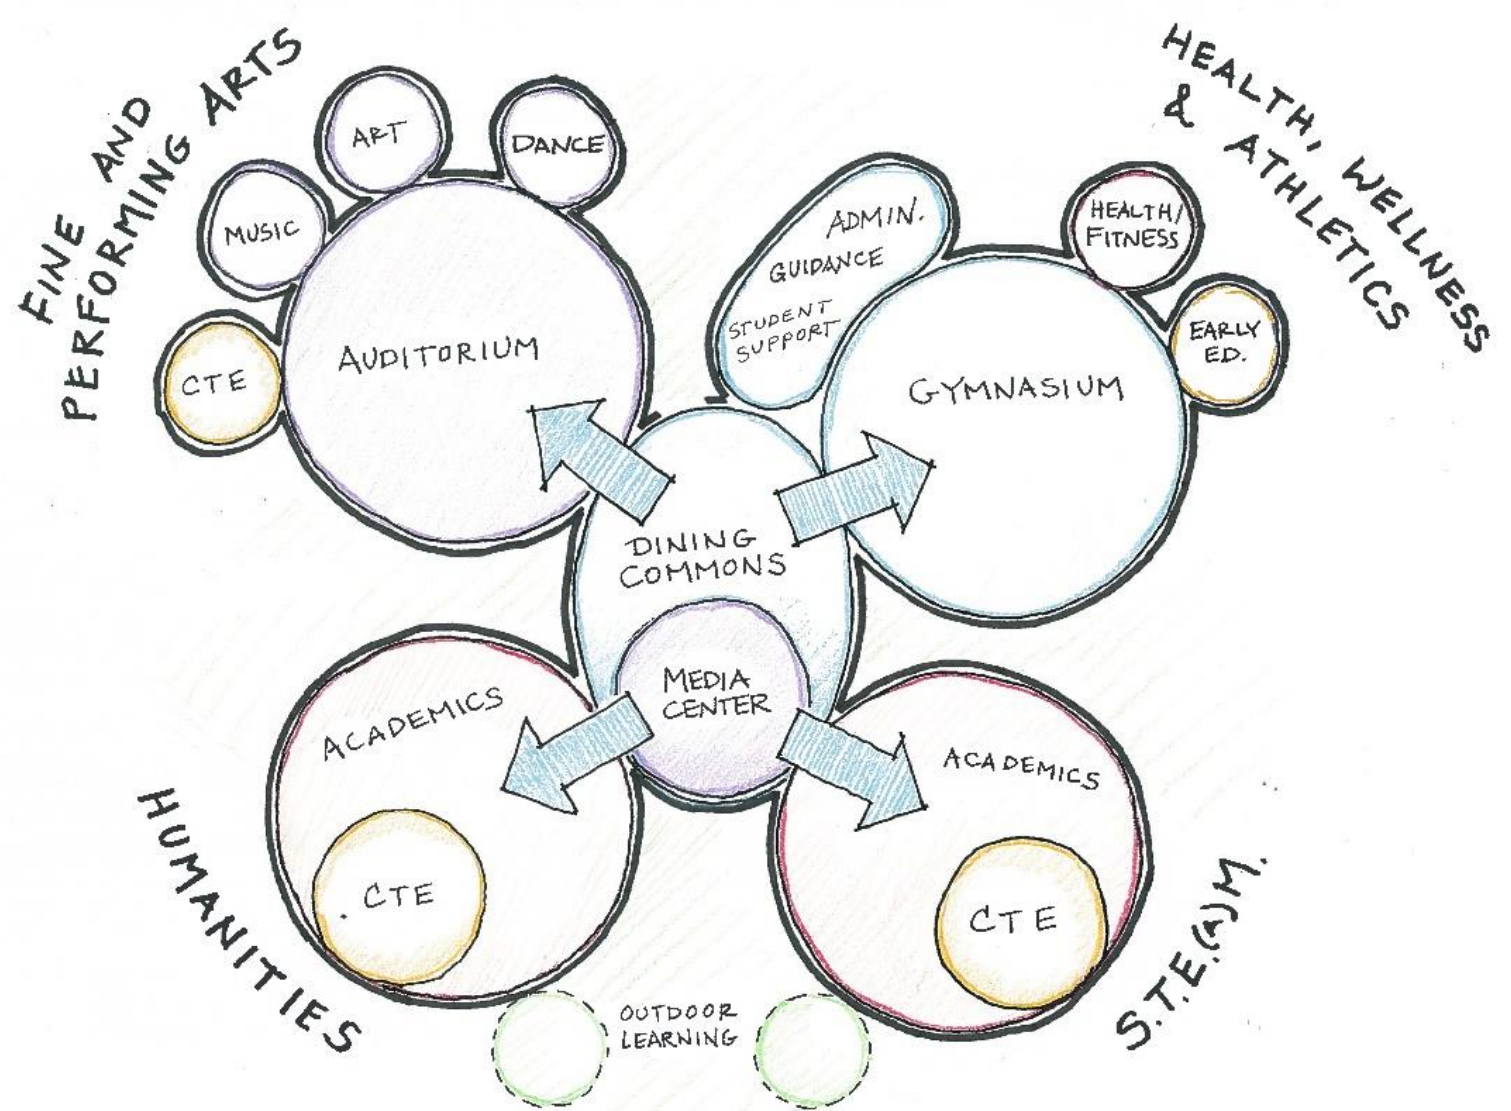 FINE AND
PERFORMING ARTS
HEALTH, WELLNESS
& ATHLETICS
ART
DANCE
MUSIC
CTE
AUDITORIUM
ADMIN.
GUIDANCE
STUDENT
SUPPORT
HEALTH/
FITNESS
EARLY
ED.
GYMNASIUM
DINING
COMMONS
MEDIA
CENTER
ACADEMICS
CTE
HUMANITIES
ACADEMICS
CTE
S.T.E.(A)M.
OUTDOOR
LEARNING